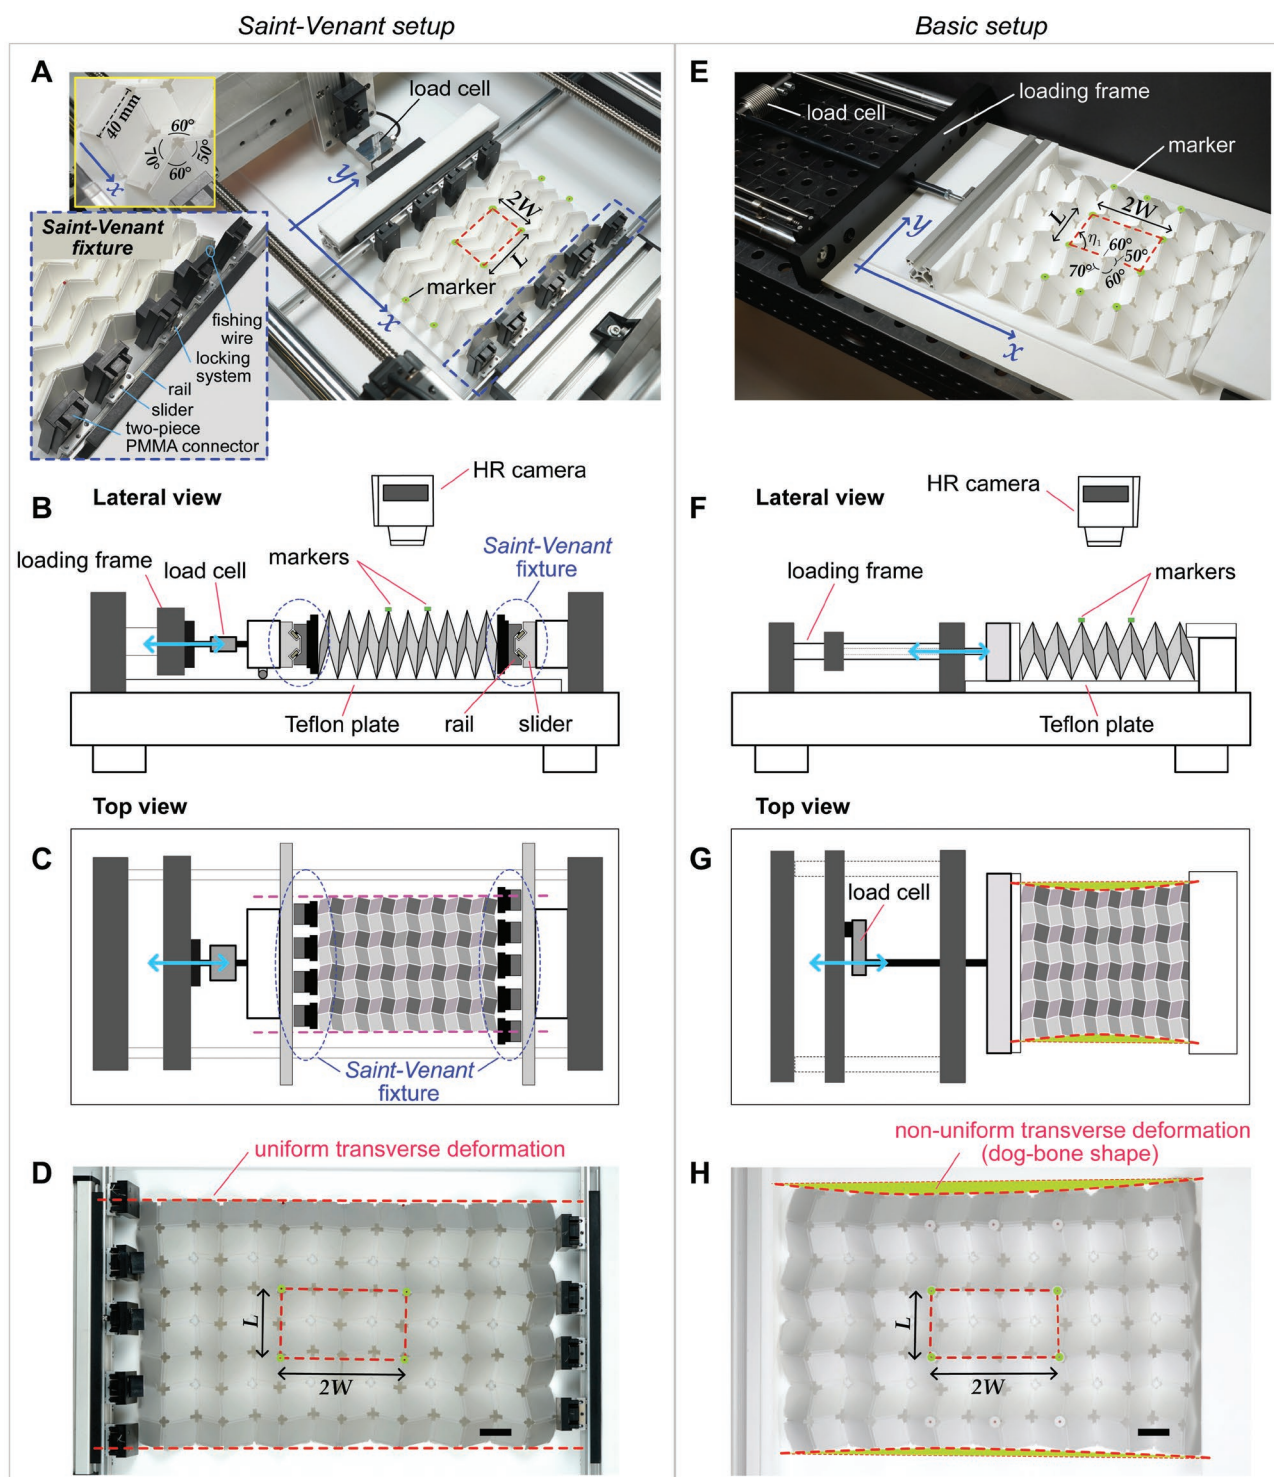 Saint-Venant setup
Basic setup
A
load cell
40 mm
60°
70°
50°
60°
x
y
2W
L
marker
x
Saint-Venant
fixture
fishing
wire
locking
system
rail
slider
two-piece
PMMA connector
E
load cell
loading frame
marker
y
L
2W
η₁
60°
50°
70°
60°
x
B
Lateral view
HR camera
loading frame
load cell
markers
Saint-Venant
fixture
Teflon plate
rail
slider
F
Lateral view
HR camera
loading frame
markers
Teflon plate
Top view
C
Saint-Venant
fixture
Top view
G
load cell
D
uniform transverse deformation
L
2W
H
non-uniform transverse deformation
(dog-bone shape)
L
2W